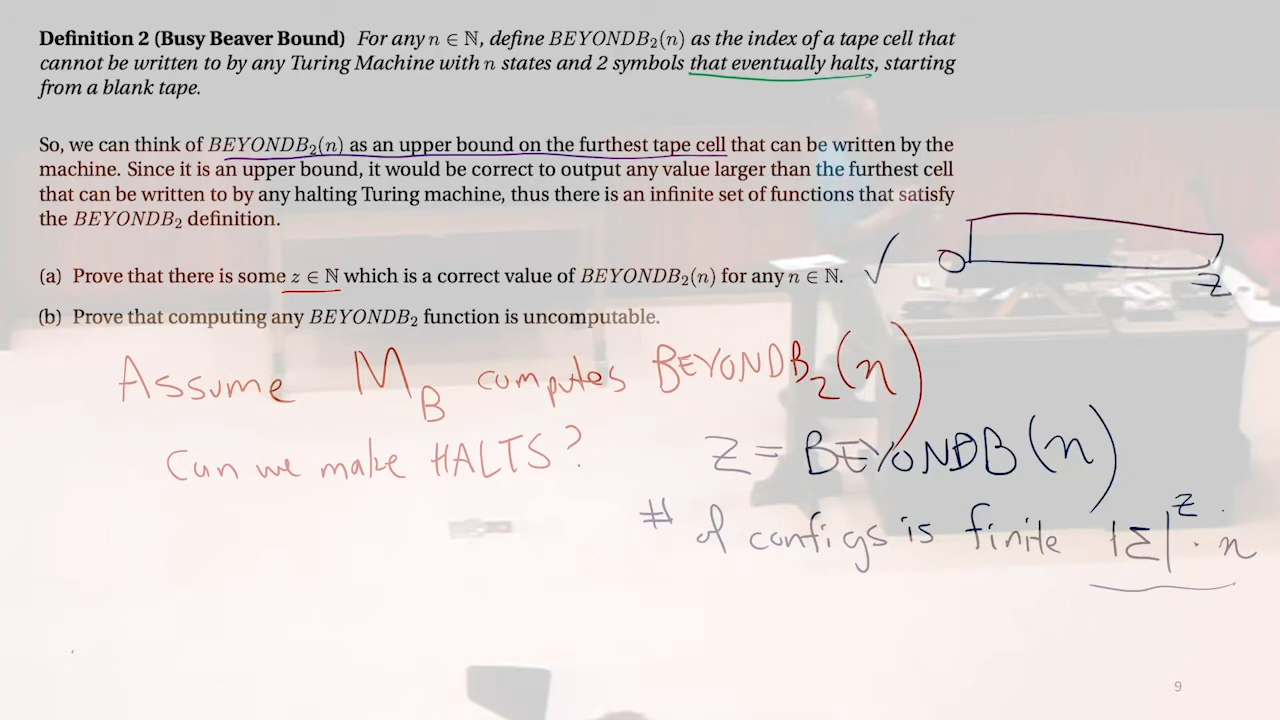 Definition 2 (Busy Beaver Bound) For any n ∈ ℕ, define BEYONDB₂(n) as the index of a tape cell that
cannot be written to by any Turing Machine with n states and 2 symbols that eventually halts, starting
from a blank tape.
So, we can think of BEYONDB₂(n) as an upper bound on the furthest tape cell that can be written by the
machine. Since it is an upper bound, it would be correct to output any value larger than the furthest cell
that can be written to by any halting Turing machine, thus there is an infinite set of functions that satisfy
the BEYONDB₂ definition.
0
z
(a) Prove that there is some z ∈ ℕ which is a correct value of BEYONDB₂(n) for any n ∈ ℕ. ✓
(b) Prove that computing any BEYONDB₂ function is uncomputable.
Assume M_B computes BEYONDB₂(n)
Can we make HALTS?
z = BEYONDB(n)
# of configs is finite |Σ|^z · n
9